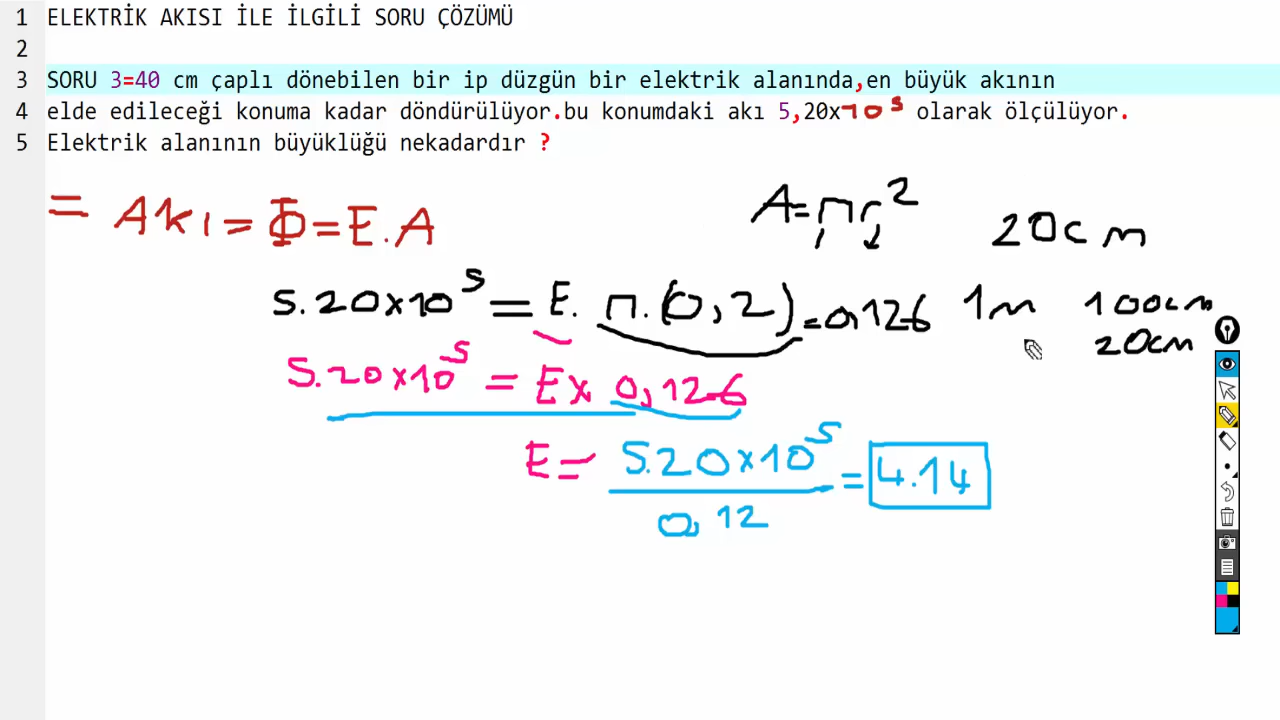 1 ELEKTRİK AKISI İLE İLGİLİ SORU ÇÖZÜMÜ
2
3 SORU 3=40 cm çaplı dönebilen bir ip düzgün bir elektrik alanında,en büyük akının
4 elde edileceği konuma kadar döndürülüyor.bu konumdaki akı 5,20x10⁵ olarak ölçülüyor.
5 Elektrik alanının büyüklüğü nekadardır ?
= Akı = Φ = E.A
A=πr²
20cm
5.20x10⁵ = E. π.(0,2) = 0,126
1m 100cm
20cm
5.20x10⁵ = Ex 0,126
E = 5.20x10⁵ = 4.14
0,12